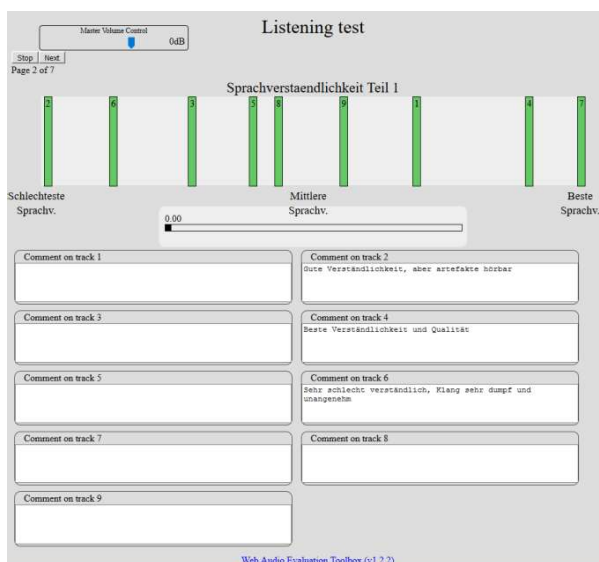 Listening test
Master Volume Control
0dB
Stop Next
Page 2 of 7
Sprachverstaendlichkeit Teil 1
2 6 3 5 8 9 1 4 7
Schlechteste Mittlere Beste
Sprachv. Sprachv. Sprachv.
0.00
Comment on track 1
Comment on track 2
Gute Verständlichkeit, aber artefakte hörbar
Comment on track 3
Comment on track 4
Beste Verständlichkeit und Qualität
Comment on track 5
Comment on track 6
Sehr schlecht verständlich, Klang sehr dumpf und
unangenehm
Comment on track 7
Comment on track 8
Comment on track 9
Web Audio Evaluation Toolbox (v1.2.2)